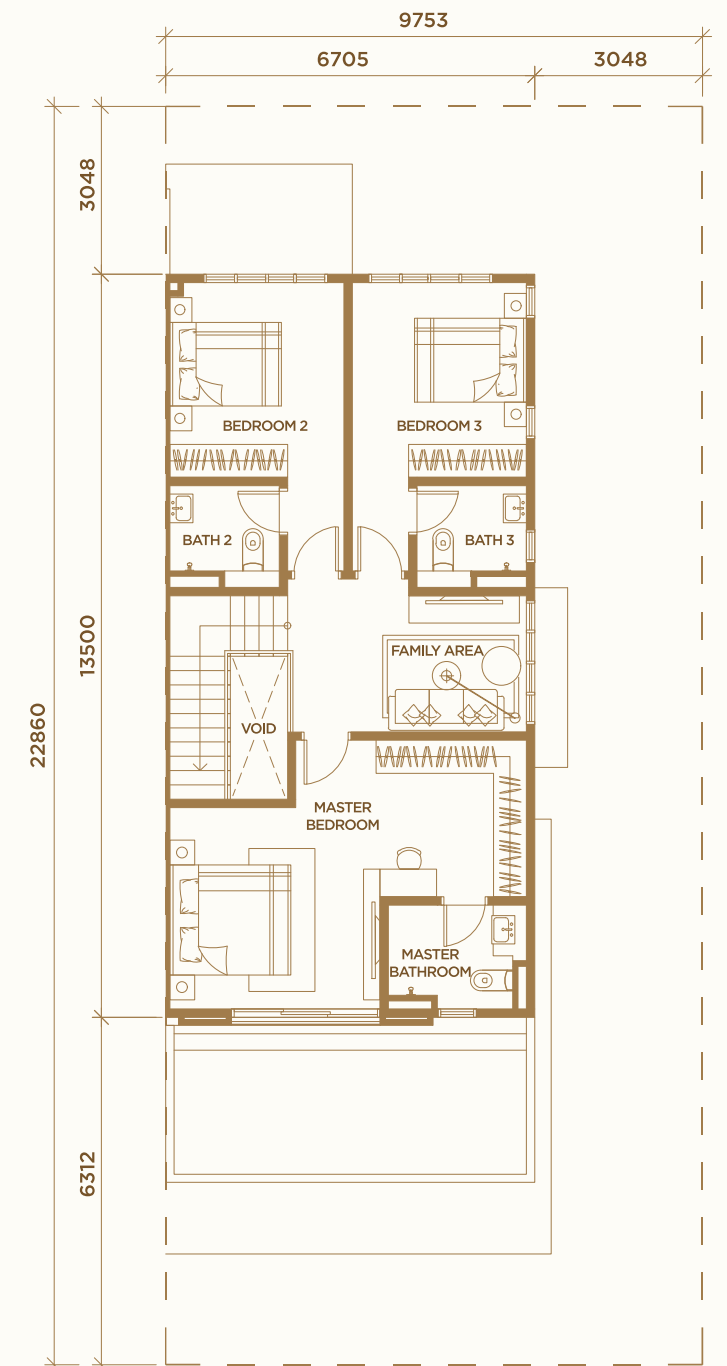 9753
6705
3048
3048
BEDROOM 2
BEDROOM 3
BATH 2
BATH 3
13500
FAMILY AREA
22860
VOID
MASTER
BEDROOM
MASTER
BATHROOM
6312